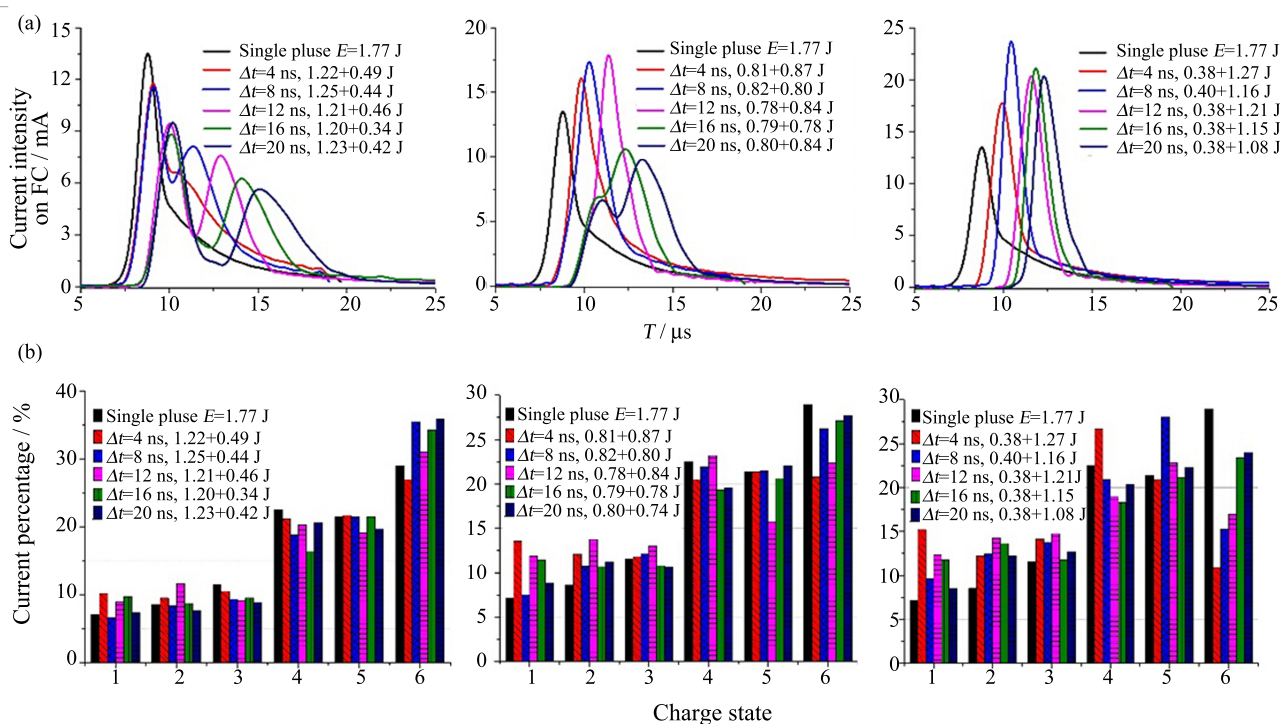 (a)
15
12
9
6
3
0
Current intensity
on FC / mA
Single pluse E=1.77 J
Δt=4 ns, 1.22+0.49 J
Δt=8 ns, 1.25+0.44 J
Δt=12 ns, 1.21+0.46 J
Δt=16 ns, 1.20+0.34 J
Δt=20 ns, 1.23+0.42 J
5 10 15 20 25
20
15
10
5
0
Single pluse E=1.77 J
Δt=4 ns, 0.81+0.87 J
Δt=8 ns, 0.82+0.80 J
Δt=12 ns, 0.78+0.84 J
Δt=16 ns, 0.79+0.78 J
Δt=20 ns, 0.80+0.84 J
5 10 15 20 25
25
20
15
10
5
0
Single pluse E=1.77 J
Δt=4 ns, 0.38+1.27 J
Δt=8 ns, 0.40+1.16 J
Δt=12 ns, 0.38+1.21 J
Δt=16 ns, 0.38+1.15 J
Δt=20 ns, 0.38+1.08 J
5 10 15 20 25
T / μs
(b)
40
30
20
10
0
Current percentage / %
Single pluse E=1.77 J
Δt=4 ns, 1.22+0.49 J
Δt=8 ns, 1.25+0.44 J
Δt=12 ns, 1.21+0.46 J
Δt=16 ns, 1.20+0.34 J
Δt=20 ns, 1.23+0.42 J
1 2 3 4 5 6
30
25
20
15
10
5
0
Single pluse E=1.77 J
Δt=4 ns, 0.81+0.87 J
Δt=8 ns, 0.82+0.80 J
Δt=12 ns, 0.78+0.84 J
Δt=16 ns, 0.79+0.78 J
Δt=20 ns, 0.80+0.74 J
1 2 3 4 5 6
30
25
20
15
10
5
0
Single pluse E=1.77 J
Δt=4 ns, 0.38+1.27 J
Δt=8 ns, 0.40+1.16 J
Δt=12 ns, 0.38+1.21J
Δt=16 ns, 0.38+1.15
Δt=20 ns, 0.38+1.08 J
1 2 3 4 5 6
Charge state